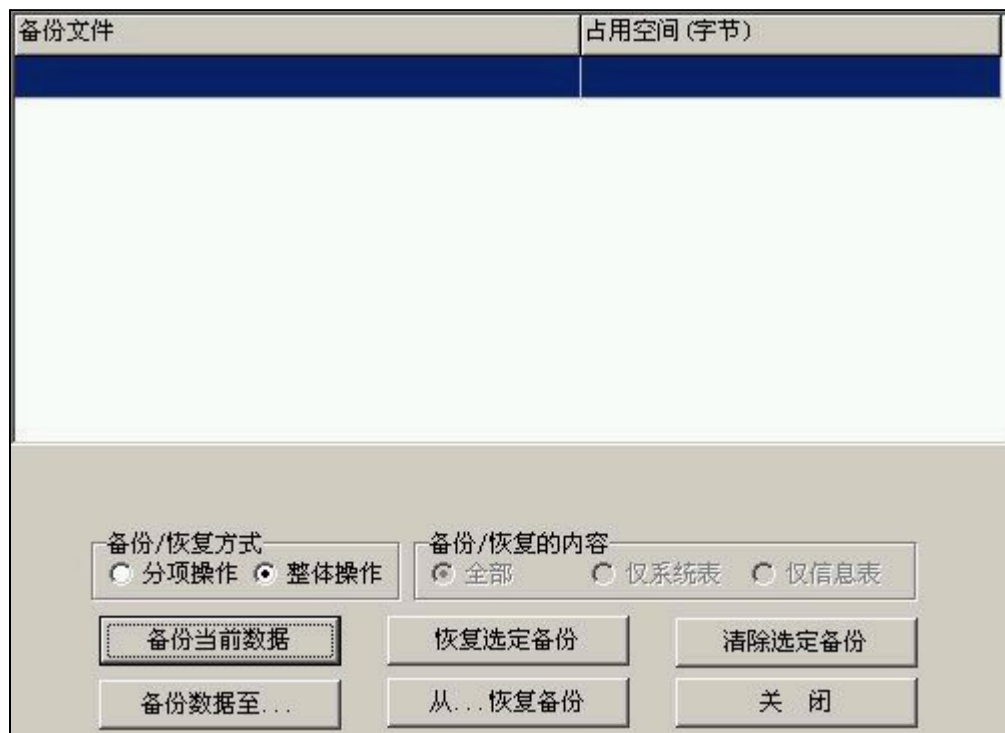 备份文件 占用空间(字节)
备份/恢复方式 备份/恢复的内容
分项操作 整体操作 全部 仅系统表 仅信息表
备份当前数据 恢复选定备份 清除选定备份
备份数据至... 从...恢复备份 关 闭